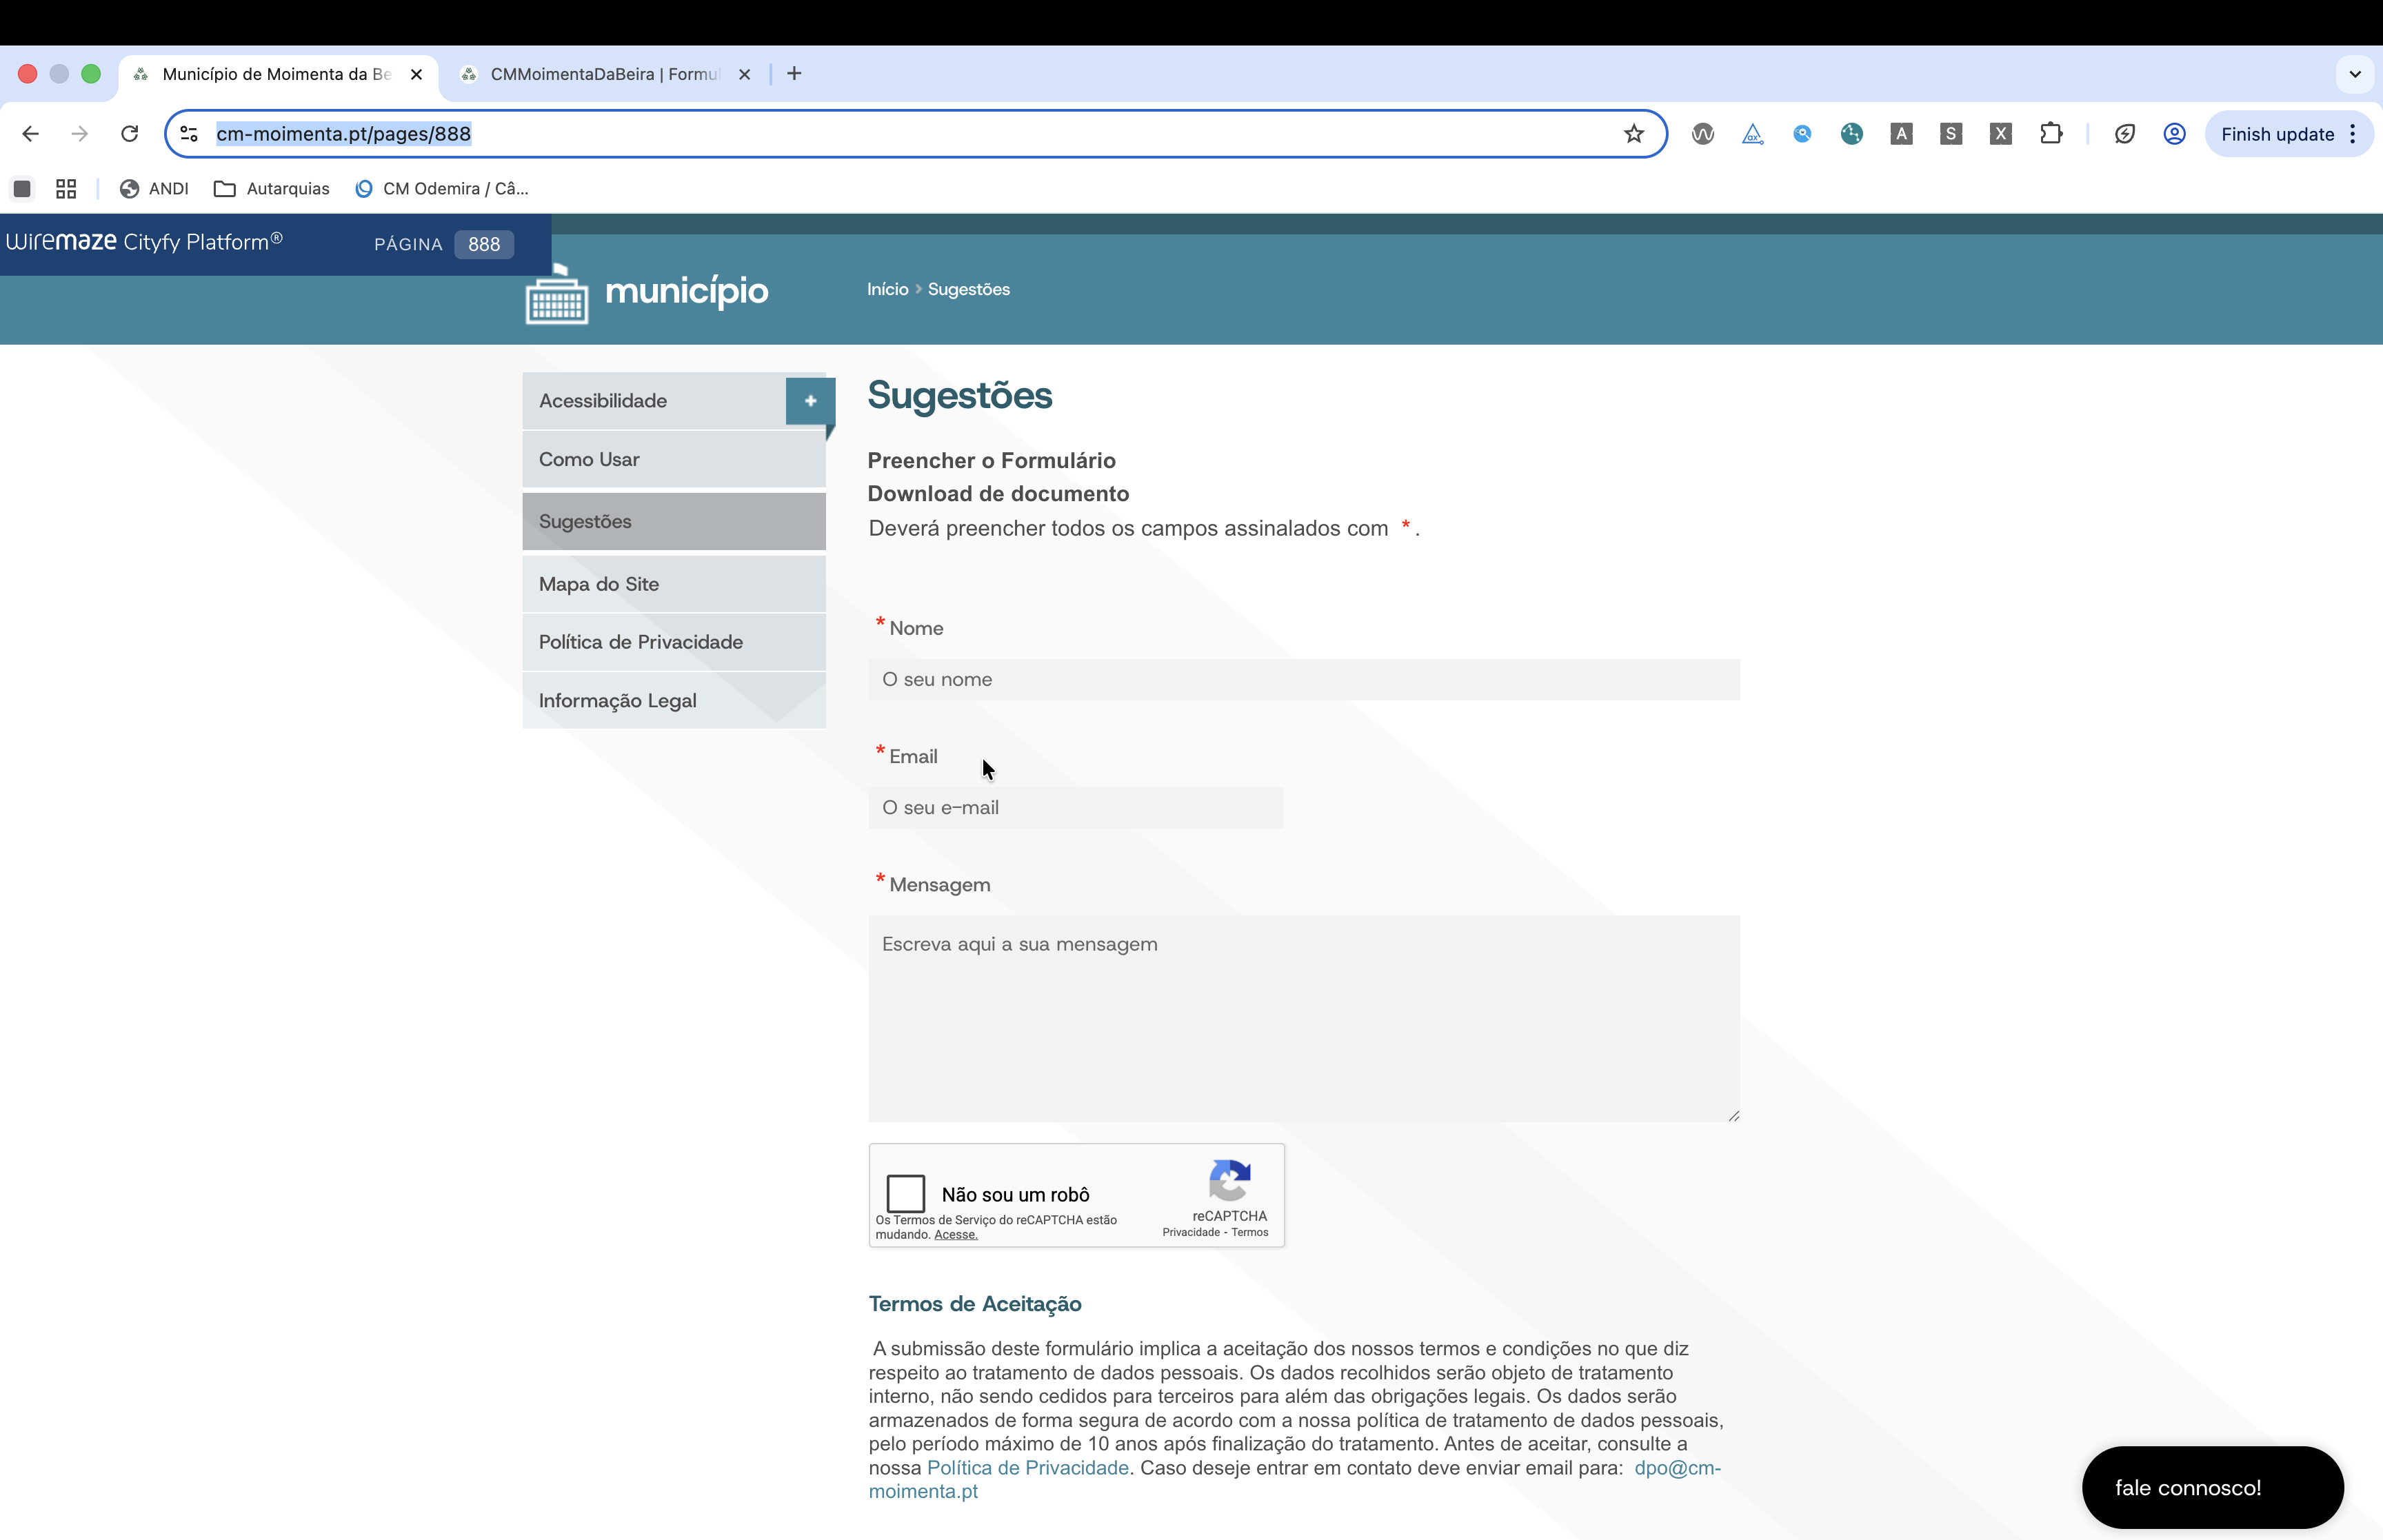 Município de Moimenta da Be
CMMoimentaDaBeira | Formul
cm-moimenta.pt/pages/888
A
S
X
Finish update
ANDI
Autarquias
CM Odemira / Câ...
wiremaze Cityfy Platform®
PÁGINA 888
município
Início > Sugestões
Acessibilidade
+
Como Usar
Sugestões
Mapa do Site
Política de Privacidade
Informação Legal
Sugestões
Preencher o Formulário
Download de documento
Deverá preencher todos os campos assinalados com * .
* Nome
O seu nome
* Email
O seu e-mail
* Mensagem
Escreva aqui a sua mensagem
Não sou um robô
Os Termos de Serviço do reCAPTCHA estão
mudando. Acesse.
reCAPTCHA
Privacidade - Termos
Termos de Aceitação
A submissão deste formulário implica a aceitação dos nossos termos e condições no que diz
respeito ao tratamento de dados pessoais. Os dados recolhidos serão objeto de tratamento
interno, não sendo cedidos para terceiros para além das obrigações legais. Os dados serão
armazenados de forma segura de acordo com a nossa política de tratamento de dados pessoais,
pelo período máximo de 10 anos após finalização do tratamento. Antes de aceitar, consulte a
nossa Política de Privacidade. Caso deseje entrar em contato deve enviar email para: dpo@cm-
moimenta.pt
fale connosco!